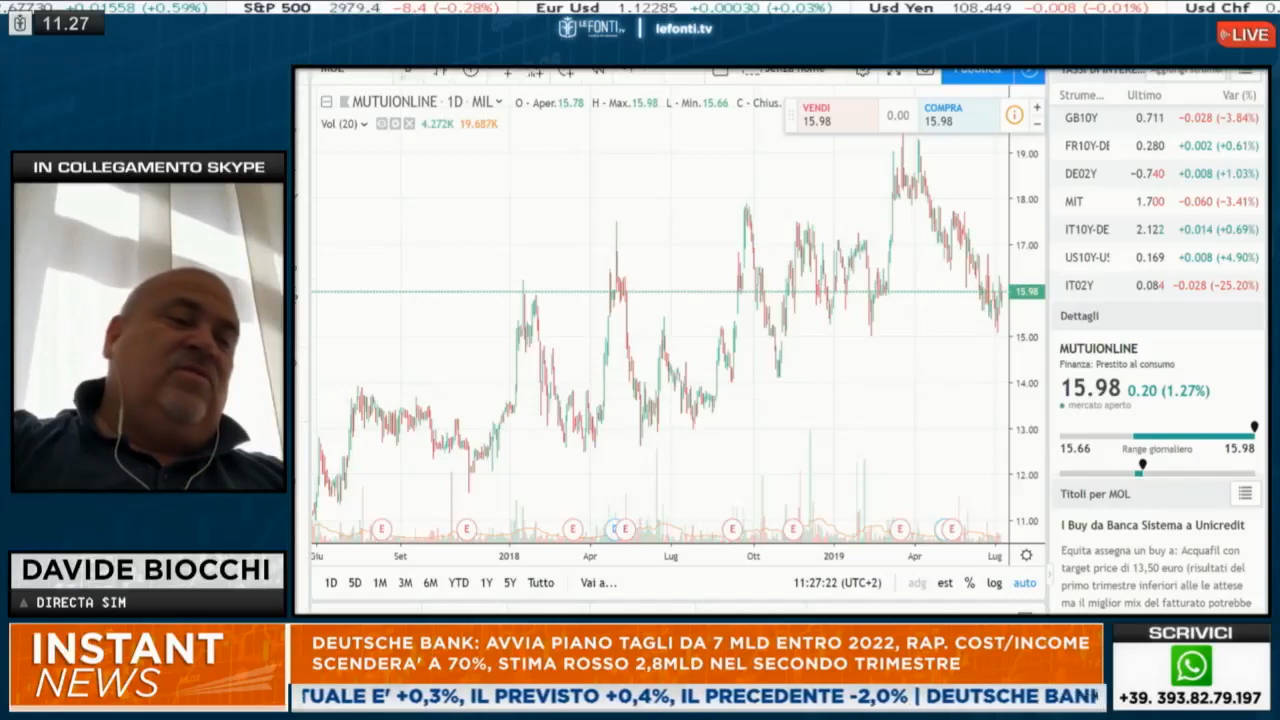 2.67730 +0.01558 (+0.59%) S&P 500 2979.4 -8.4 (-0.28%) Eur Usd 1.12285 +0.00030 (+0.03%) Usd Yen 108.449 -0.008 (-0.01%) Usd Chf
11.27
LE FONTI.TV lefonti.tv
LIVE
IN COLLEGAMENTO SKYPE
MUTUIONLINE · 1D · MIL
O - Aper. 15.78 H - Max. 15.98 L - Min. 15.66 C - Chius.
VENDI
15.98
0.00
COMPRA
15.98
Vol (20) 4.272K 19.687K
19.00
18.00
17.00
15.98
15.00
14.00
13.00
12.00
11.00
E E E D E E E E E
Giu Set 2018 Apr Lug Ott 2019 Apr Lug
1D 5D 1M 3M 6M YTD 1Y 5Y Tutto Vai a...
11:27:22 (UTC+2) adg est % log auto
Strume... Ultimo Var (%)
GB10Y 0.711 -0.028 (-3.84%)
FR10Y-DE 0.280 +0.002 (+0.61%)
DE02Y -0.740 +0.008 (+1.03%)
MIT 1.700 -0.060 (-3.41%)
IT10Y-DE 2.122 +0.014 (+0.69%)
US10Y-US 0.169 +0.008 (+4.90%)
IT02Y 0.084 -0.028 (-25.20%)
Dettagli
MUTUIONLINE
Finanza: Prestito al consumo
15.98 0.20 (1.27%)
mercato aperto
15.66 Range giornaliero 15.98
Titoli per MOL
I Buy da Banca Sistema a Unicredit
Equita assegna un buy a: Acquafil con
target price di 13,50 euro (risultati del
primo trimestre inferiori alle le attese
ma il miglior mix del fatturato potrebbe
DAVIDE BIOCCHI
DIRECTA SIM
INSTANT
NEWS
DEUTSCHE BANK: AVVIA PIANO TAGLI DA 7 MLD ENTRO 2022, RAP. COST/INCOME
SCENDERA' A 70%, STIMA ROSSO 2,8MLD NEL SECONDO TRIMESTRE
TUALE E' +0,3%, IL PREVISTO +0,4%, IL PRECEDENTE -2,0% | DEUTSCHE BANK
SCRIVICI
+39. 393.82.79.197